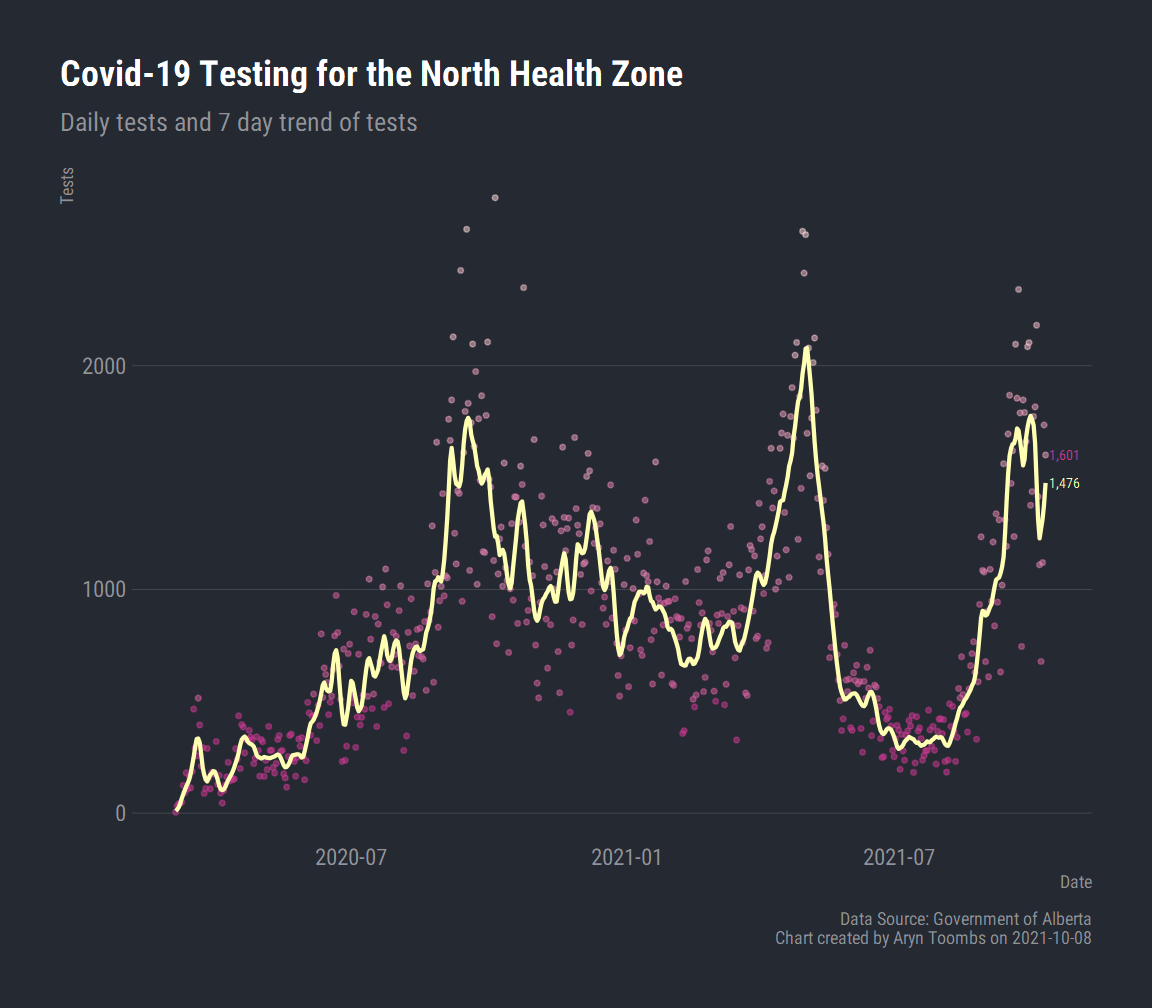 Covid-19 Testing for the North Health Zone
Daily tests and 7 day trend of tests
Tests
2000
1,601
1,476
1000
0
2020-07 2021-01 2021-07
Date
Data Source: Government of Alberta
Chart created by Aryn Toombs on 2021-10-08